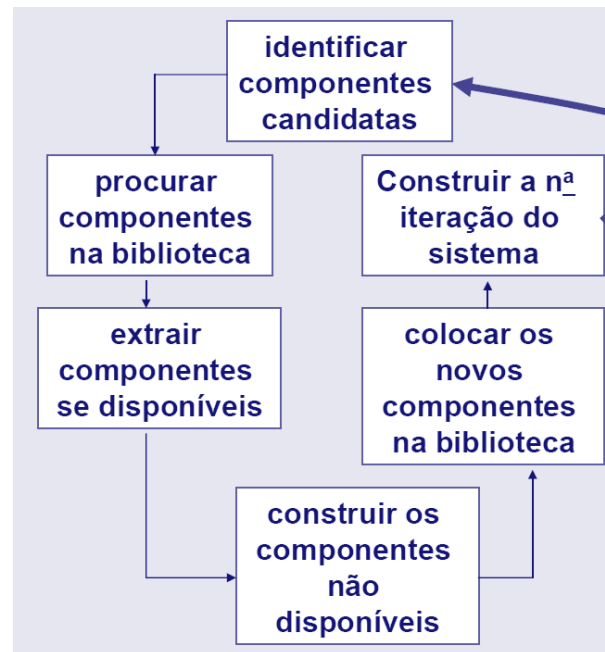 identificar
componentes
candidatas
procurar
componentes
na biblioteca
extrair
componentes
se disponíveis
construir os
componentes
não
disponíveis
colocar os
novos
componentes
na biblioteca
Construir a nª
iteração do
sistema